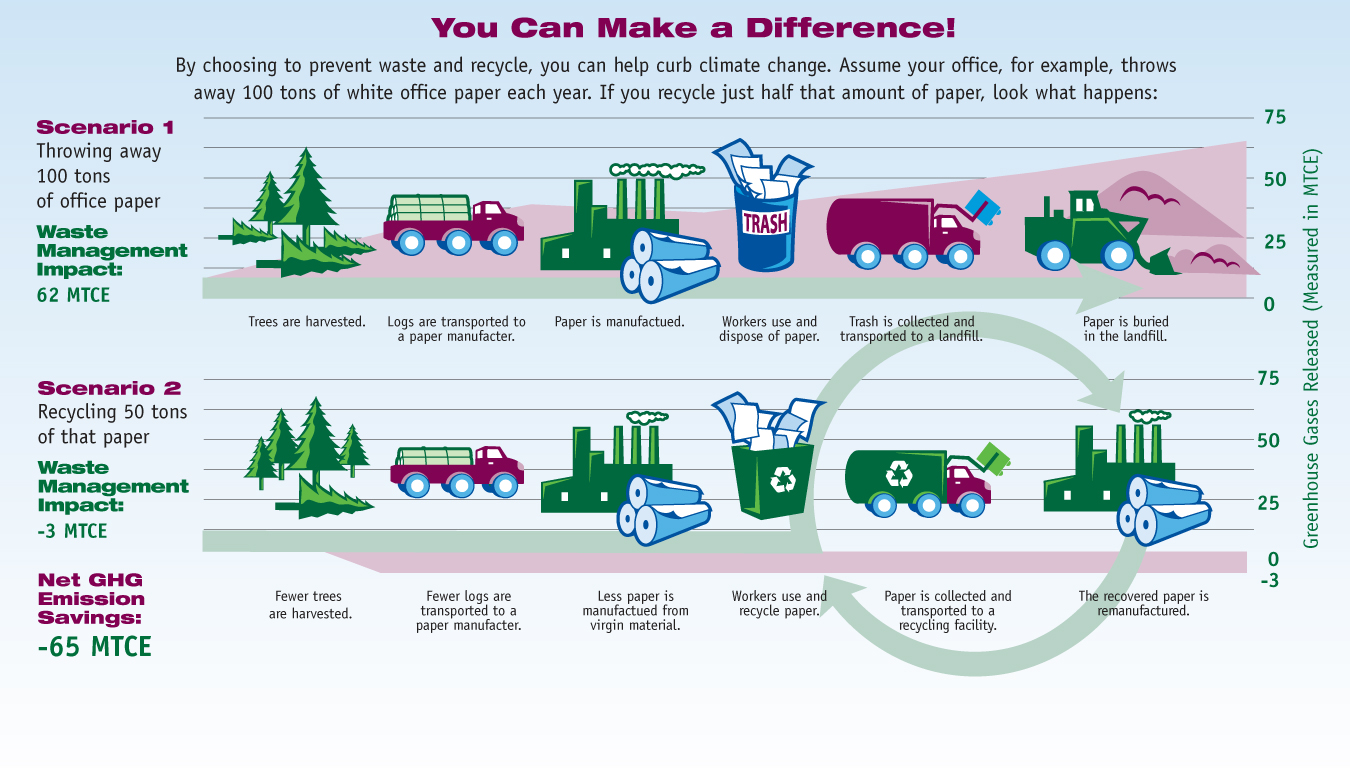 You Can Make a Difference!
By choosing to prevent waste and recycle, you can help curb climate change. Assume your office, for example, throws
away 100 tons of white office paper each year. If you recycle just half that amount of paper, look what happens:
Scenario 1
Throwing away
100 tons
of office paper
Waste
Management
Impact:
62 MTCE
TRASH
Trees are harvested.
Logs are transported to
a paper manufacter.
Paper is manufactued.
Workers use and
dispose of paper.
Trash is collected and
transported to a landfill.
Paper is buried
in the landfill.
75
50
25
0
Scenario 2
Recycling 50 tons
of that paper
Waste
Management
Impact:
-3 MTCE
75
50
25
0
-3
Greenhouse Gases Released (Measured in MTCE)
Fewer trees
are harvested.
Fewer logs are
transported to a
paper manufacter.
Less paper is
manufactued from
virgin material.
Workers use and
recycle paper.
Paper is collected and
transported to a
recycling facility.
The recovered paper is
remanufactured.
Net GHG
Emission
Savings:
-65 MTCE